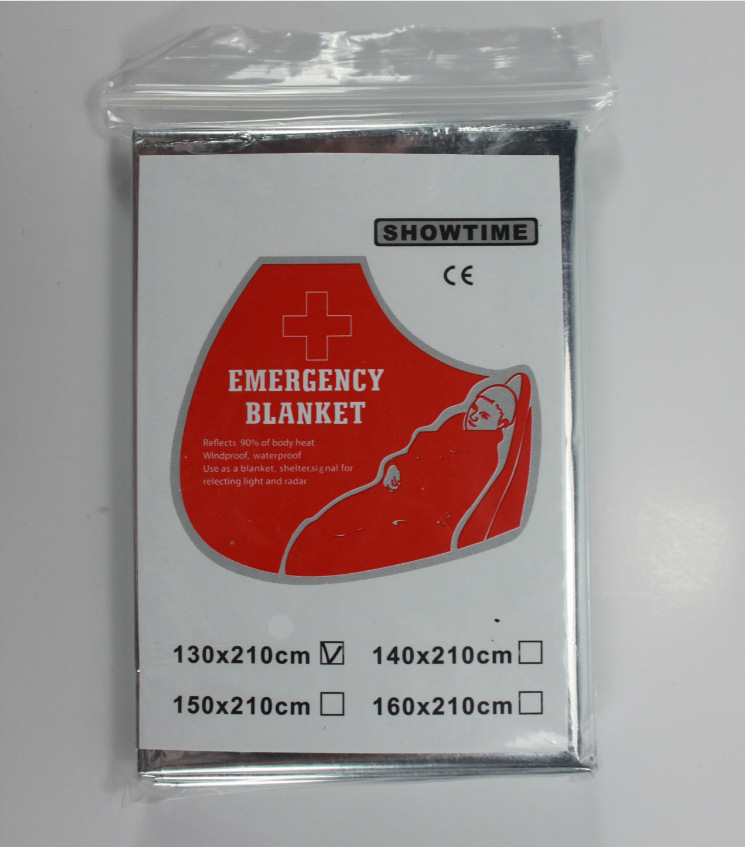 SHOWTIME
CE
EMERGENCY
BLANKET
Reflects 90% of body heat
WIndproof, waterproof
Use as a blanket, shelter,signal for
relecting light and radar
130x210cm ☑ 140x210cm ☐
150x210cm ☐ 160x210cm ☐